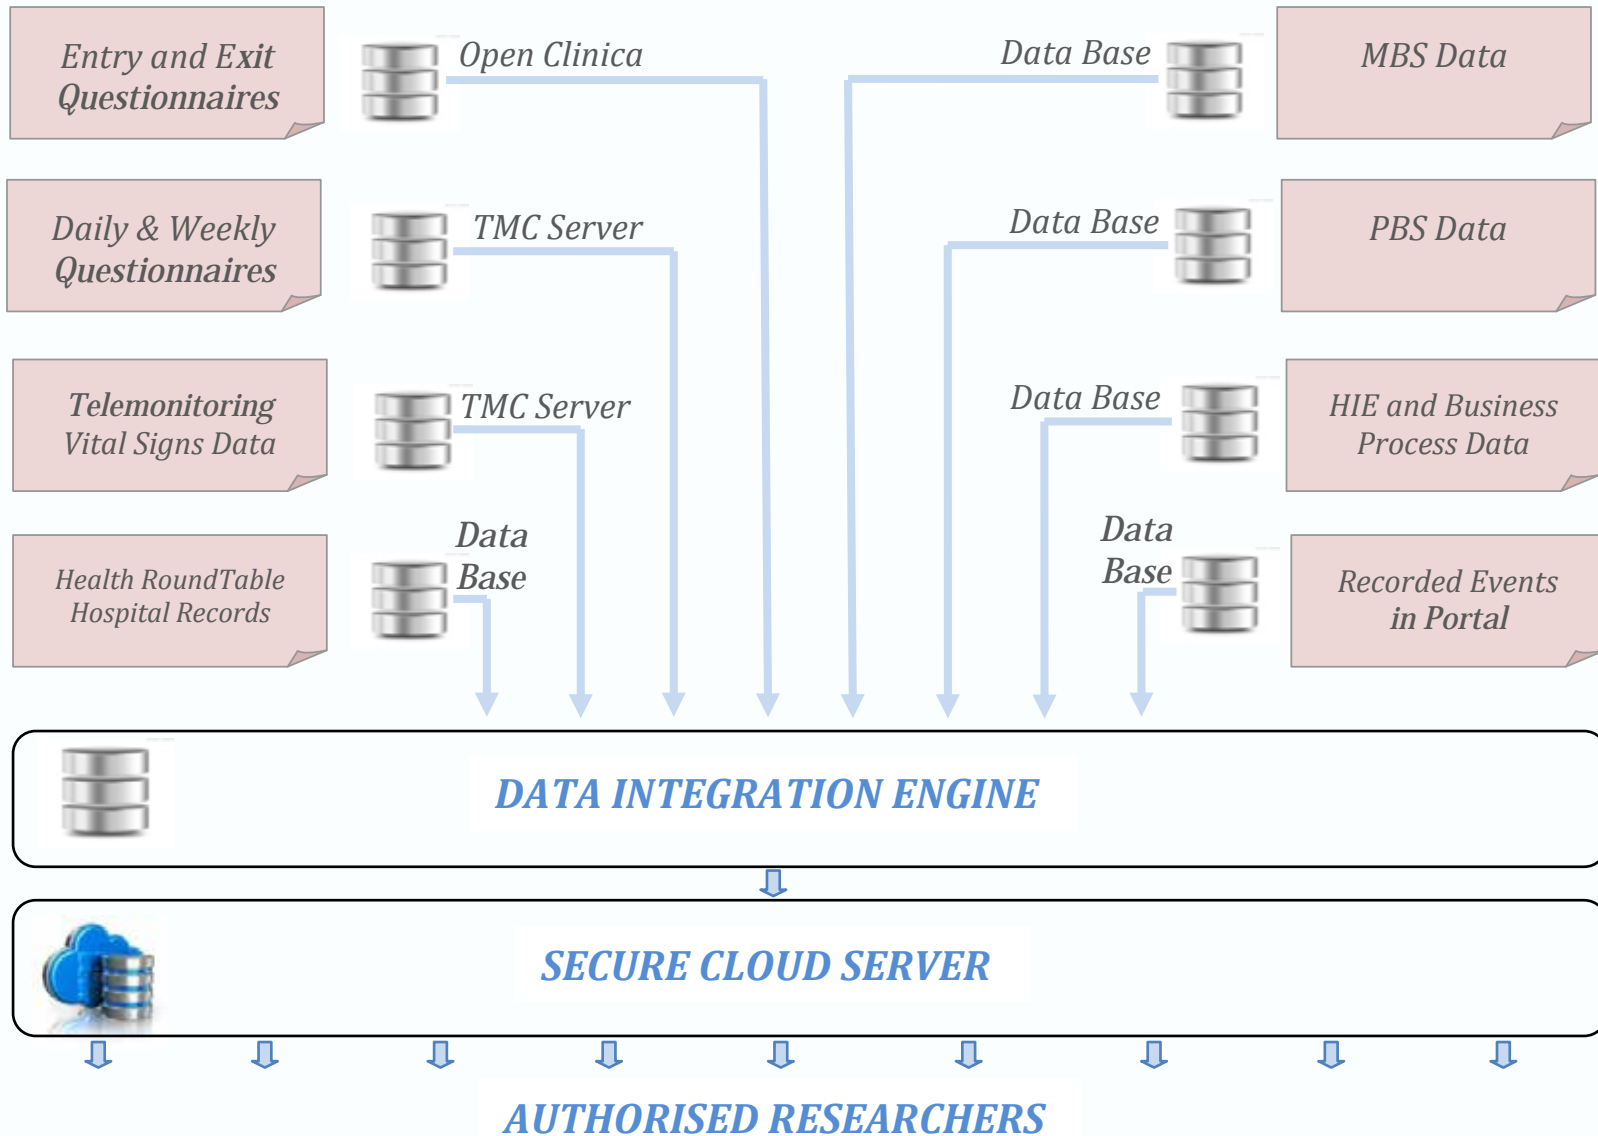 Entry and Exit
Questionnaires
Open Clinica
Data Base
MBS Data
Daily & Weekly
Questionnaires
TMC Server
Data Base
PBS Data
Telemonitoring
Vital Signs Data
TMC Server
Data Base
HIE and Business
Process Data
Health RoundTable
Hospital Records
Data
Base
Data
Base
Recorded Events
in Portal
DATA INTEGRATION ENGINE
SECURE CLOUD SERVER
AUTHORISED RESEARCHERS